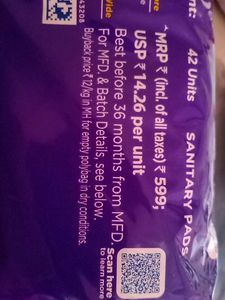 nt: 42 Units SANITARY PADS
*MRP ₹ (incl. of all taxes) ₹ 599;
USP ₹ 14.26 per unit
Best before 36 months from MFD.
For MFD. & Batch Details, see below.
Buyback price ₹ 12/kg in MH for empty polybag in dry conditions.
Scan here
to learn more
43208